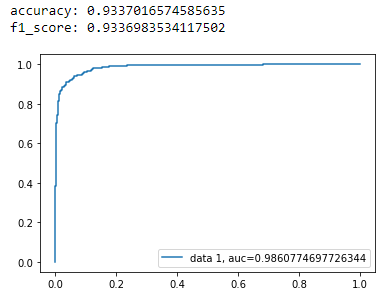 accuracy: 0.9337016574585635
f1_score: 0.9336983534117502
1.0
0.8
0.6
0.4
0.2
0.0
data 1, auc=0.9860774697726344
0.0 0.2 0.4 0.6 0.8 1.0